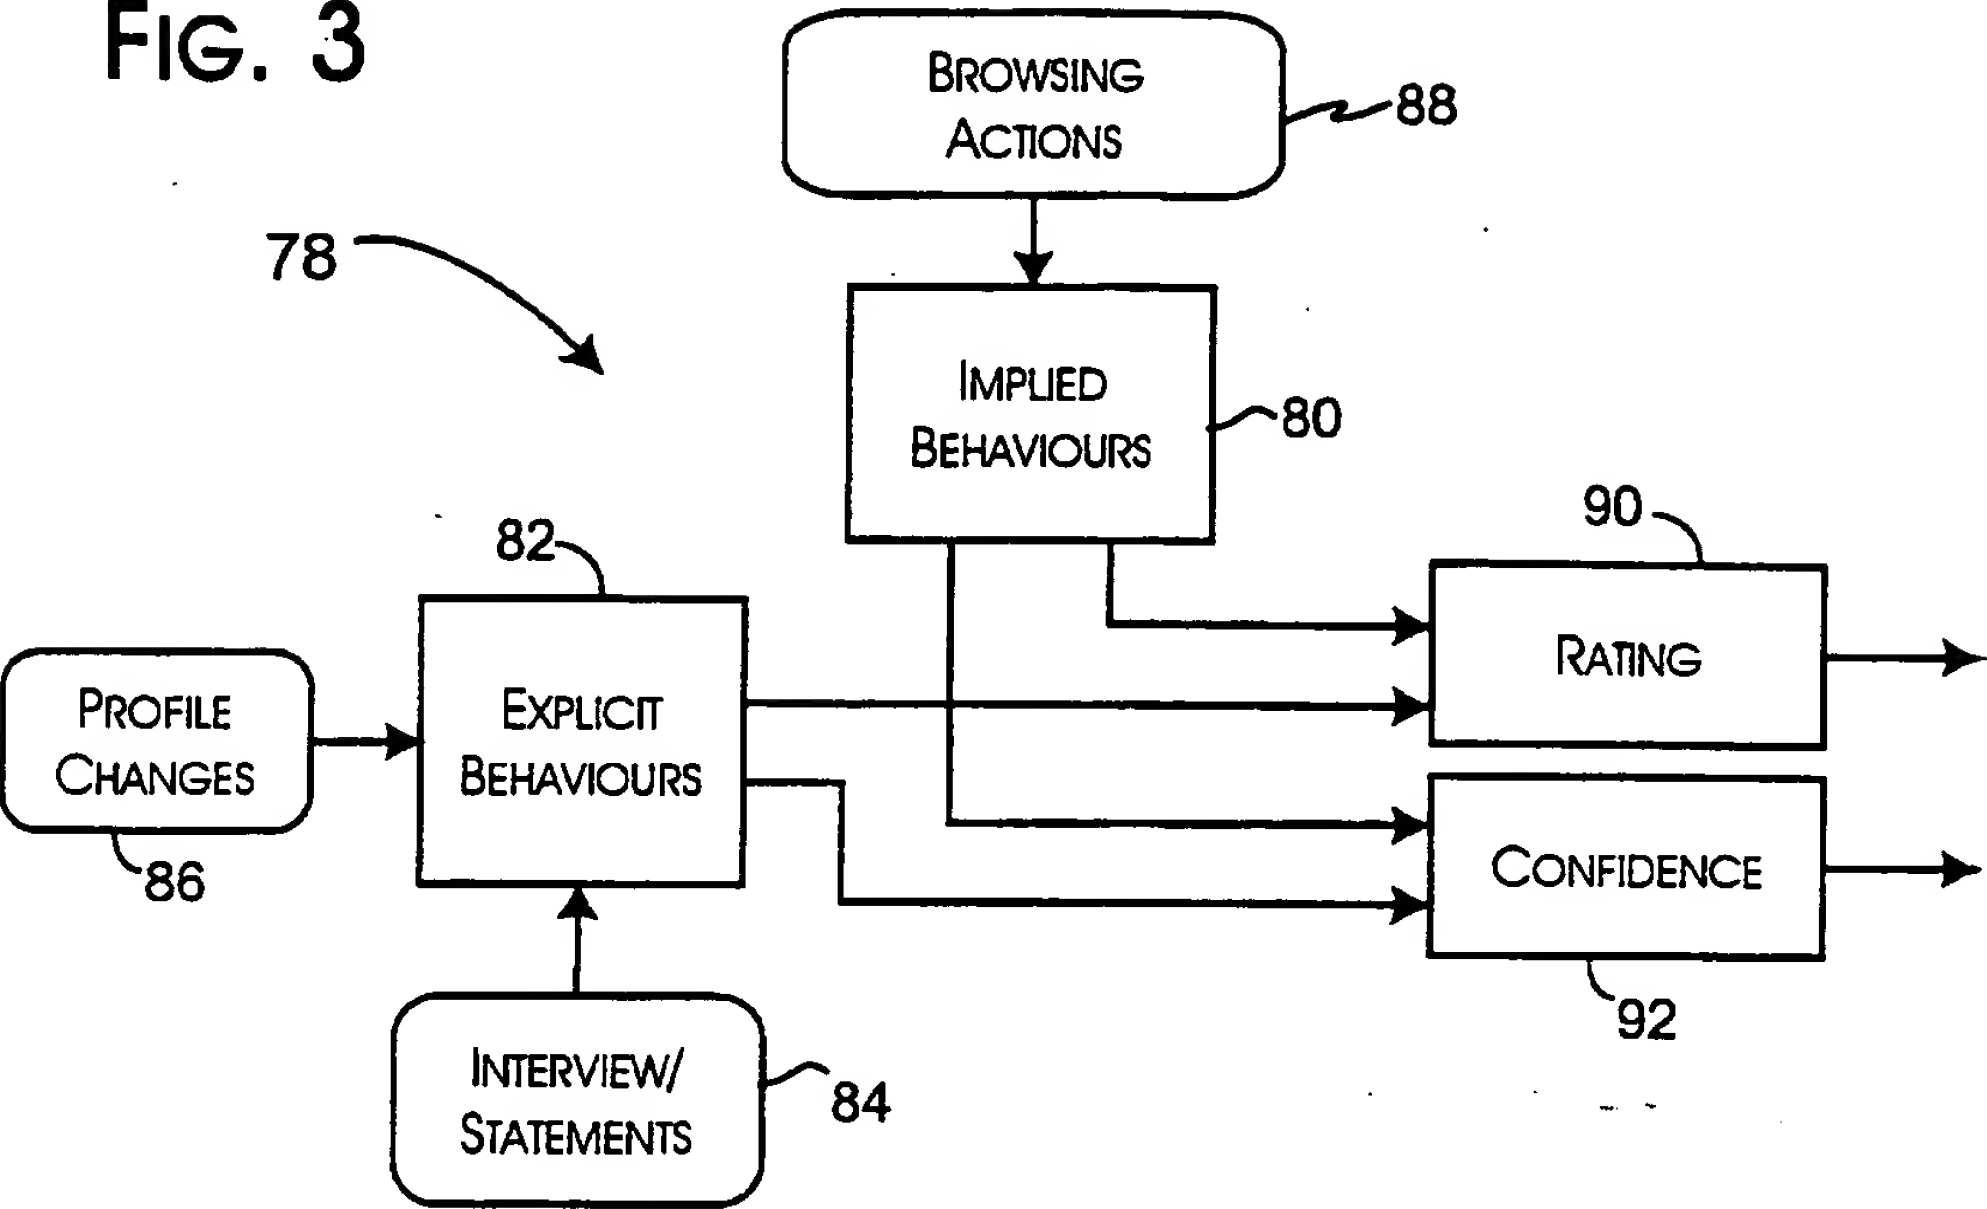 FIG. 3
BROWSING
ACTIONS
88
78
IMPLIED
BEHAVIOURS
80
90
82
RATING
PROFILE
CHANGES
EXPLICIT
BEHAVIOURS
86
CONFIDENCE
92
INTERVIEW/
STATEMENTS
84